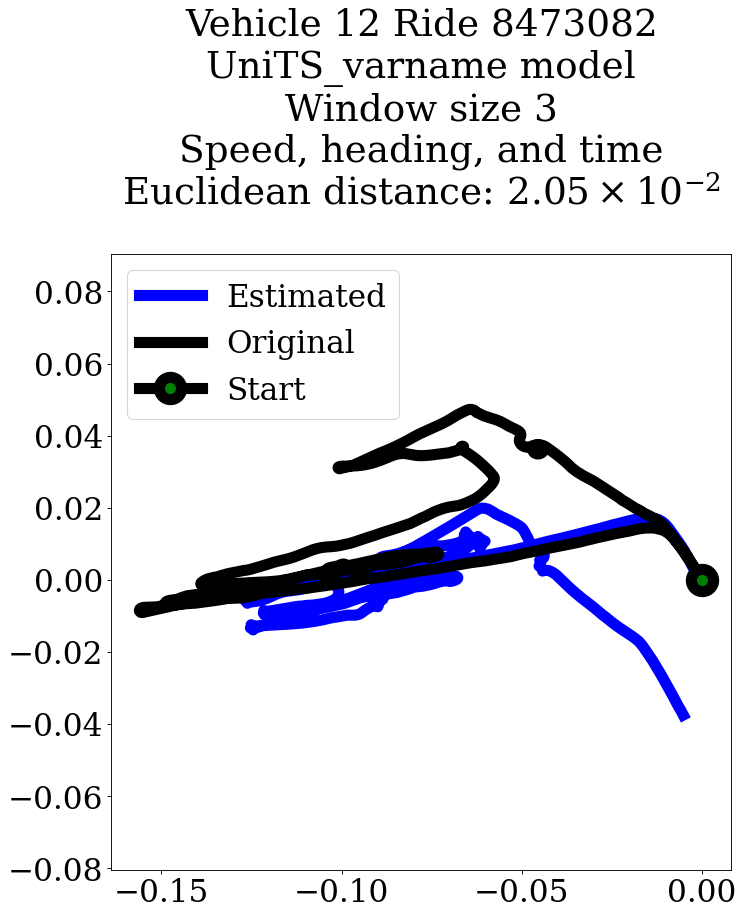 Vehicle 12 Ride 8473082
UniTS_varname model
Window size 3
Speed, heading, and time
Euclidean distance: 2.05 × 10⁻²
Estimated
Original
Start
0.08
0.06
0.04
0.02
0.00
−0.02
−0.04
−0.06
−0.08
−0.15 −0.10 −0.05 0.00